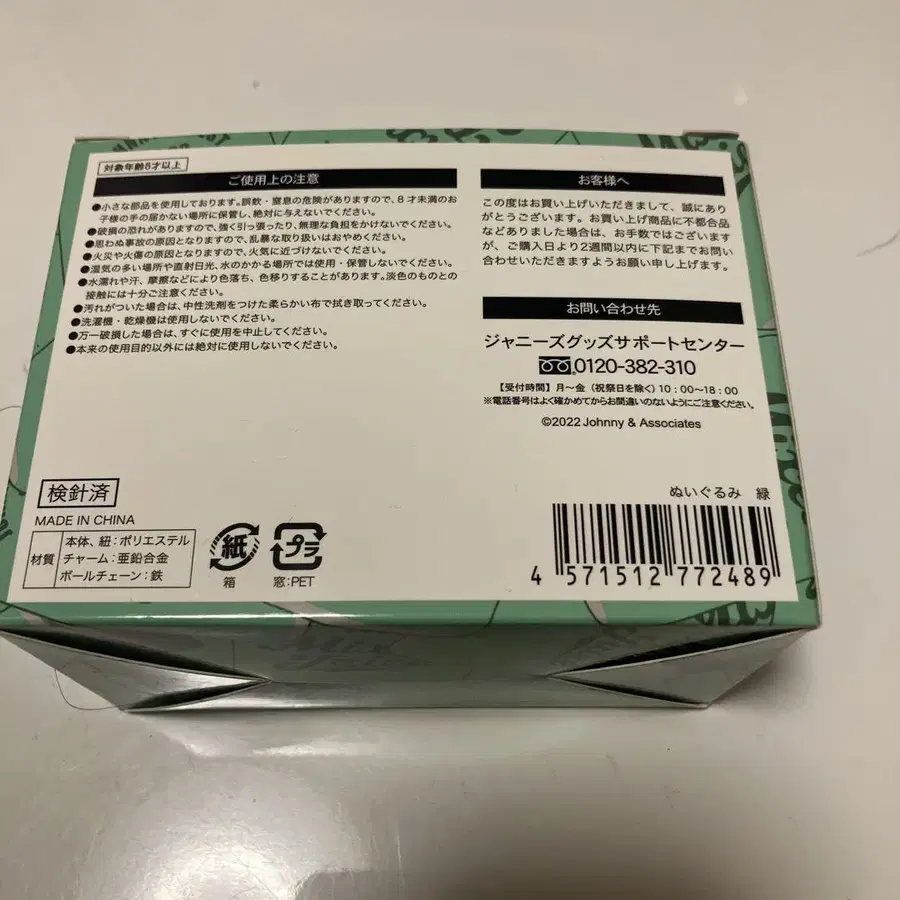 対象年齢8才以上
ご使用上の注意
●小さな部品を使用しております。誤飲・窒息の危険がありますので、8才未満のお
子様の手の届かない場所に保管し、絶対に与えないでください。
●破損の恐れがありますので、強く引っ張ったり、無理な負担をかけないでください。
●思わぬ事故の原因となりますので、乱暴な取り扱いはおやめください。
●火災や火傷の原因となりますので、火気に近づけないでください。
●湿気の多い場所や直射日光、水のかかる場所では使用・保管しないでください。
●水濡れや汗、摩擦などにより色落ち、色移りすることがあります。淡色のものとの
接触には十分ご注意ください。
●汚れがついた場合は、中性洗剤をつけた柔らかい布で拭き取ってください。
●洗濯機・乾燥機は使用しないでください。
●万一破損した場合は、すぐに使用を中止してください。
●本来の使用目的以外には絶対に使用しないでください。
お客様へ
この度はお買い上げいただきまして、誠にあり
がとうございます。お買い上げ商品に不都合品
などありました場合は、お手数ではございます
が、ご購入日より2週間以内に下記までお問
い合わせいただきますようお願い申し上げます。
お問い合わせ先
ジャニーズグッズサポートセンター
0120-382-310
【受付時間】月〜金（祝祭日を除く）10：00〜18：00
※電話番号はよく確かめてからお間違いのないようにご注意ください。
©2022 Johnny & Associates
検針済
MADE IN CHINA
材質
本体、紐：ポリエステル
チャーム：亜鉛合金
ボールチェーン：鉄
紙
箱
プラ
窓：PET
ぬいぐるみ　緑
4 571512 772489